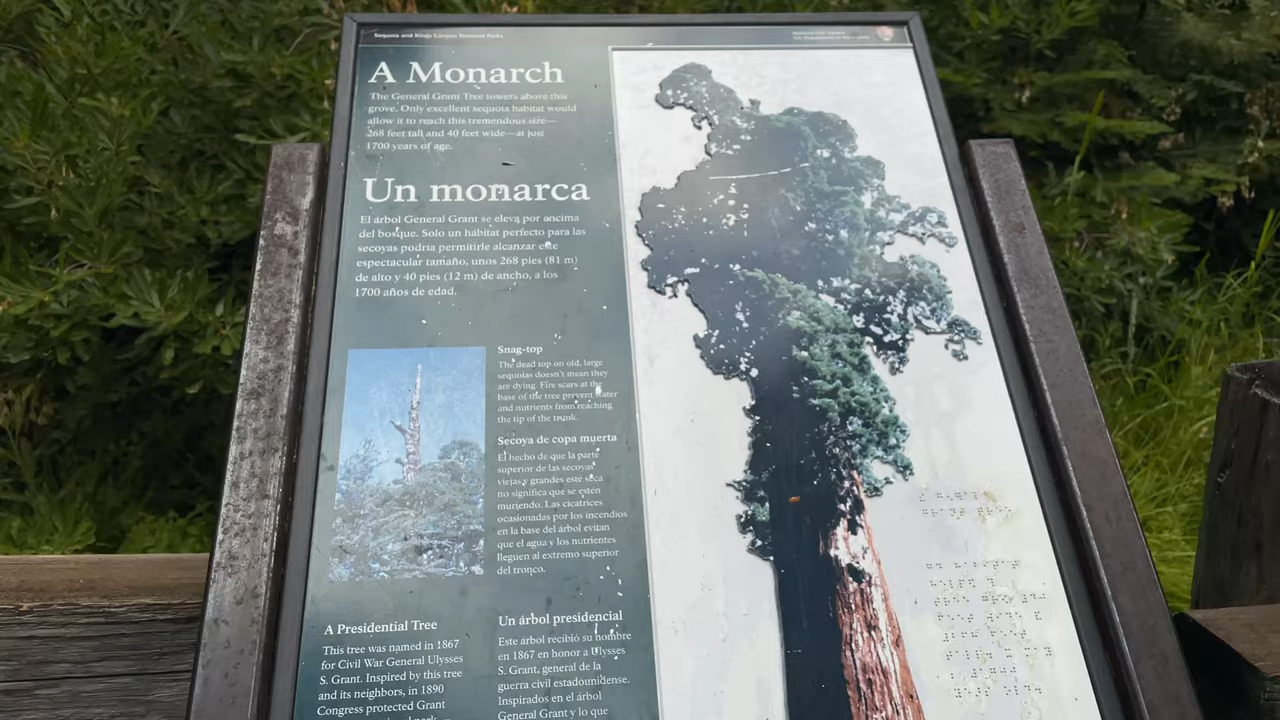 Sequoia and Kings Canyon National Parks
A Monarch
The General Grant Tree towers above this
grove. Only excellent sequoia habitat would
allow it to reach this tremendous size—
268 feet tall and 40 feet wide—at just
1700 years of age.
Un monarca
El árbol General Grant se eleva por encima
del bosque. Solo un hábitat perfecto para las
secoyas podría permitirle alcanzar este
espectacular tamaño, unos 268 pies (81 m)
de alto y 40 pies (12 m) de ancho, a los
1700 años de edad.
Snag-top
The dead top on old, large
sequoias doesn't mean they
are dying. Fire scars at the
base of the tree prevent water
and nutrients from reaching
the tip of the trunk.
Secoya de copa muerta
El hecho de que la parte
superior de las secoyas
viejas y grandes esté seca
no significa que se estén
muriendo. Las cicatrices
ocasionadas por los incendios
en la base del árbol evitan
que el agua y los nutrientes
lleguen al extremo superior
del tronco.
A Presidential Tree
This tree was named in 1867
for Civil War General Ulysses
S. Grant. Inspired by this tree
and its neighbors, in 1890
Congress protected Grant
Un árbol presidencial
Este árbol recibió su nombre
en 1867 en honor a Ulysses
S. Grant, general de la
guerra civil estadounidense.
Inspirados en el árbol
General Grant y lo que